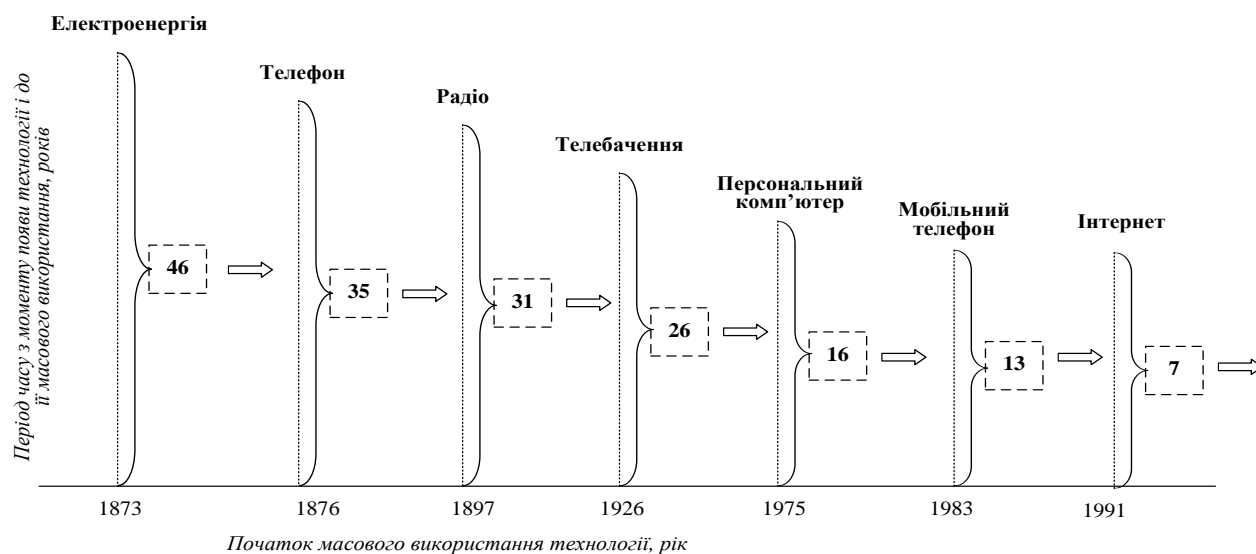 Електроенергія
Телефон
Радіо
Телебачення
Персональний
комп’ютер
Мобільний
телефон
Інтернет
Період часу з моменту появи технології і до
її масового використання, років
46
35
31
26
16
13
7
1873
1876
1897
1926
1975
1983
1991
Початок масового використання технології, рік